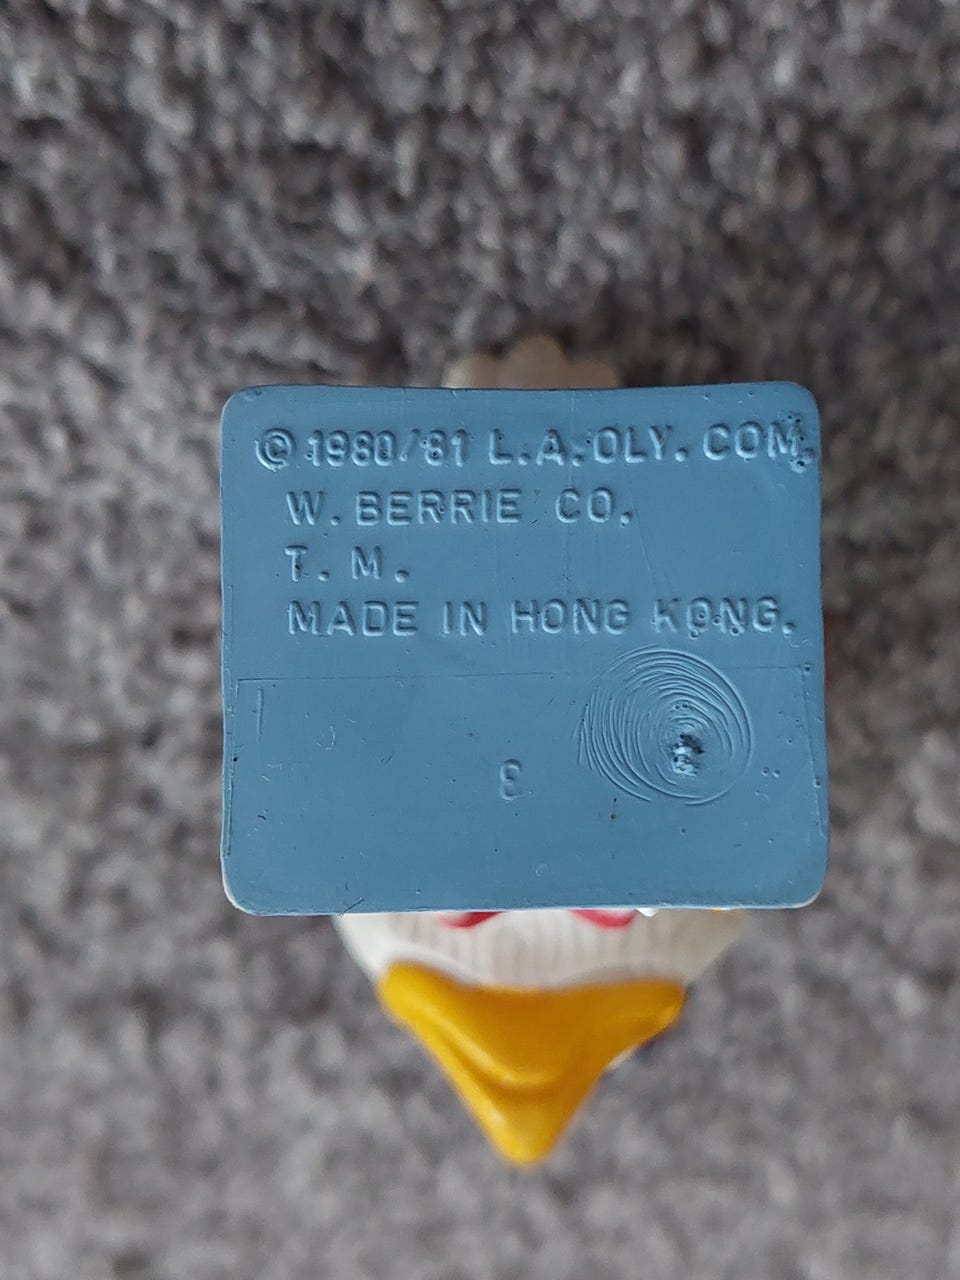 © 1980/81 L.A. OLY. COM.
W. BERRIE CO.
T. M.
MADE IN HONG KONG.
3